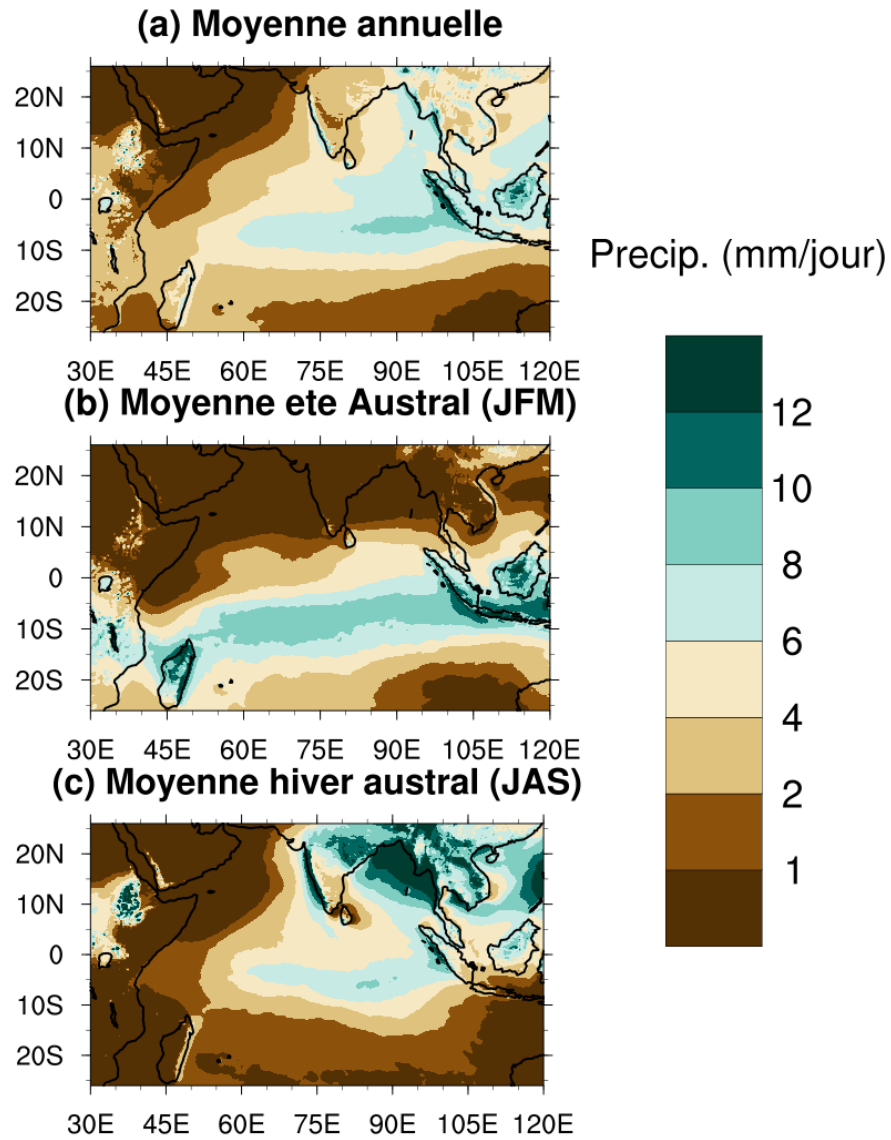 (a) Moyenne annuelle
20N
10N
0
10S
20S
30E 45E 60E 75E 90E 105E 120E
(b) Moyenne ete Austral (JFM)
20N
10N
0
10S
20S
30E 45E 60E 75E 90E 105E 120E
(c) Moyenne hiver austral (JAS)
20N
10N
0
10S
20S
30E 45E 60E 75E 90E 105E 120E
Precip. (mm/jour)
12
10
8
6
4
2
1